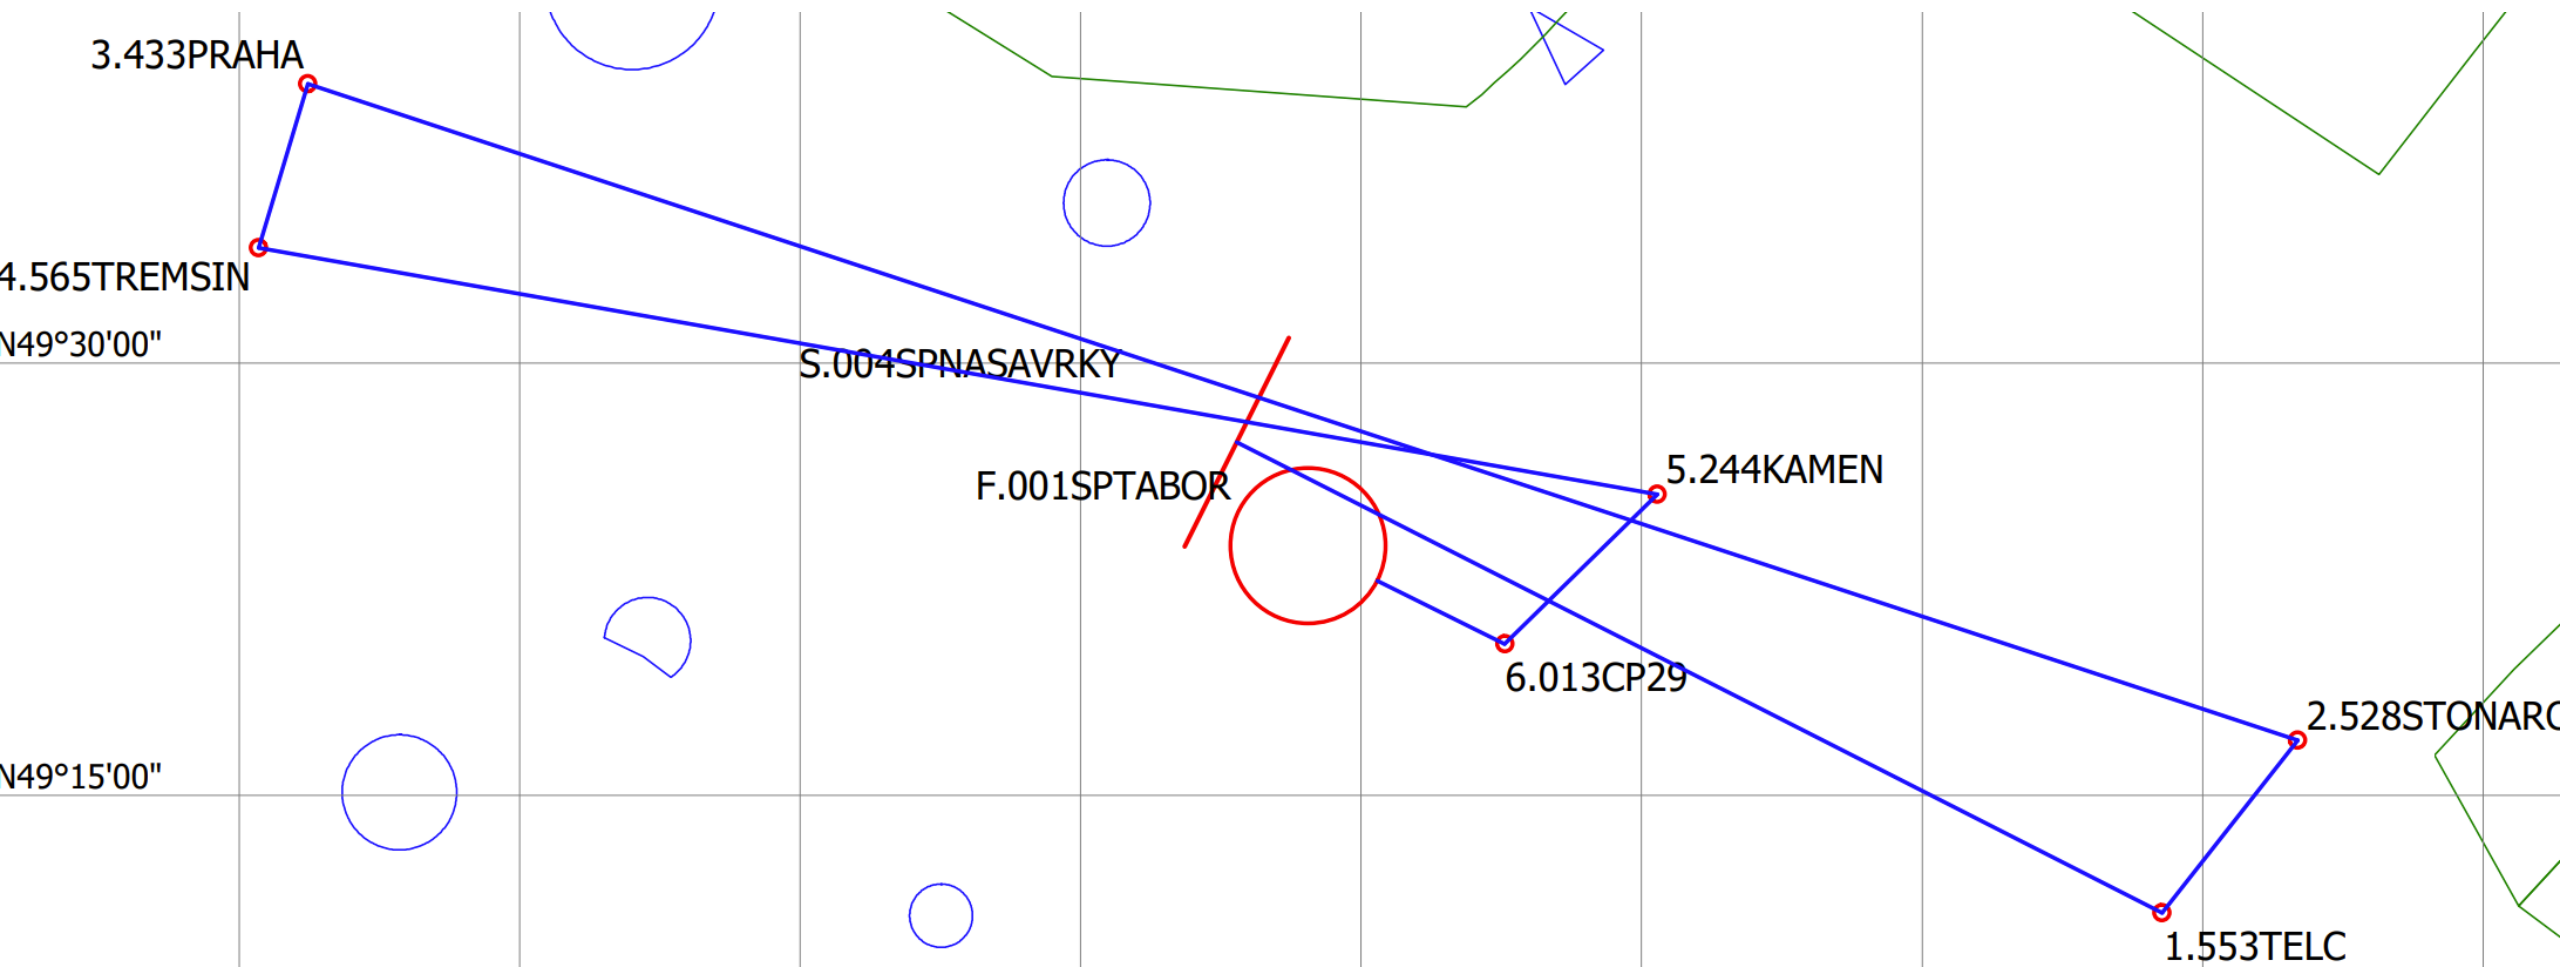 3.433PRAHA
4.565TREMSIN
N49°30'00"
S.004SPNASAVRKY
F.001SPTABOR
5.244KAMEN
6.013CP29
2.528STONARO
N49°15'00"
1.553TELC